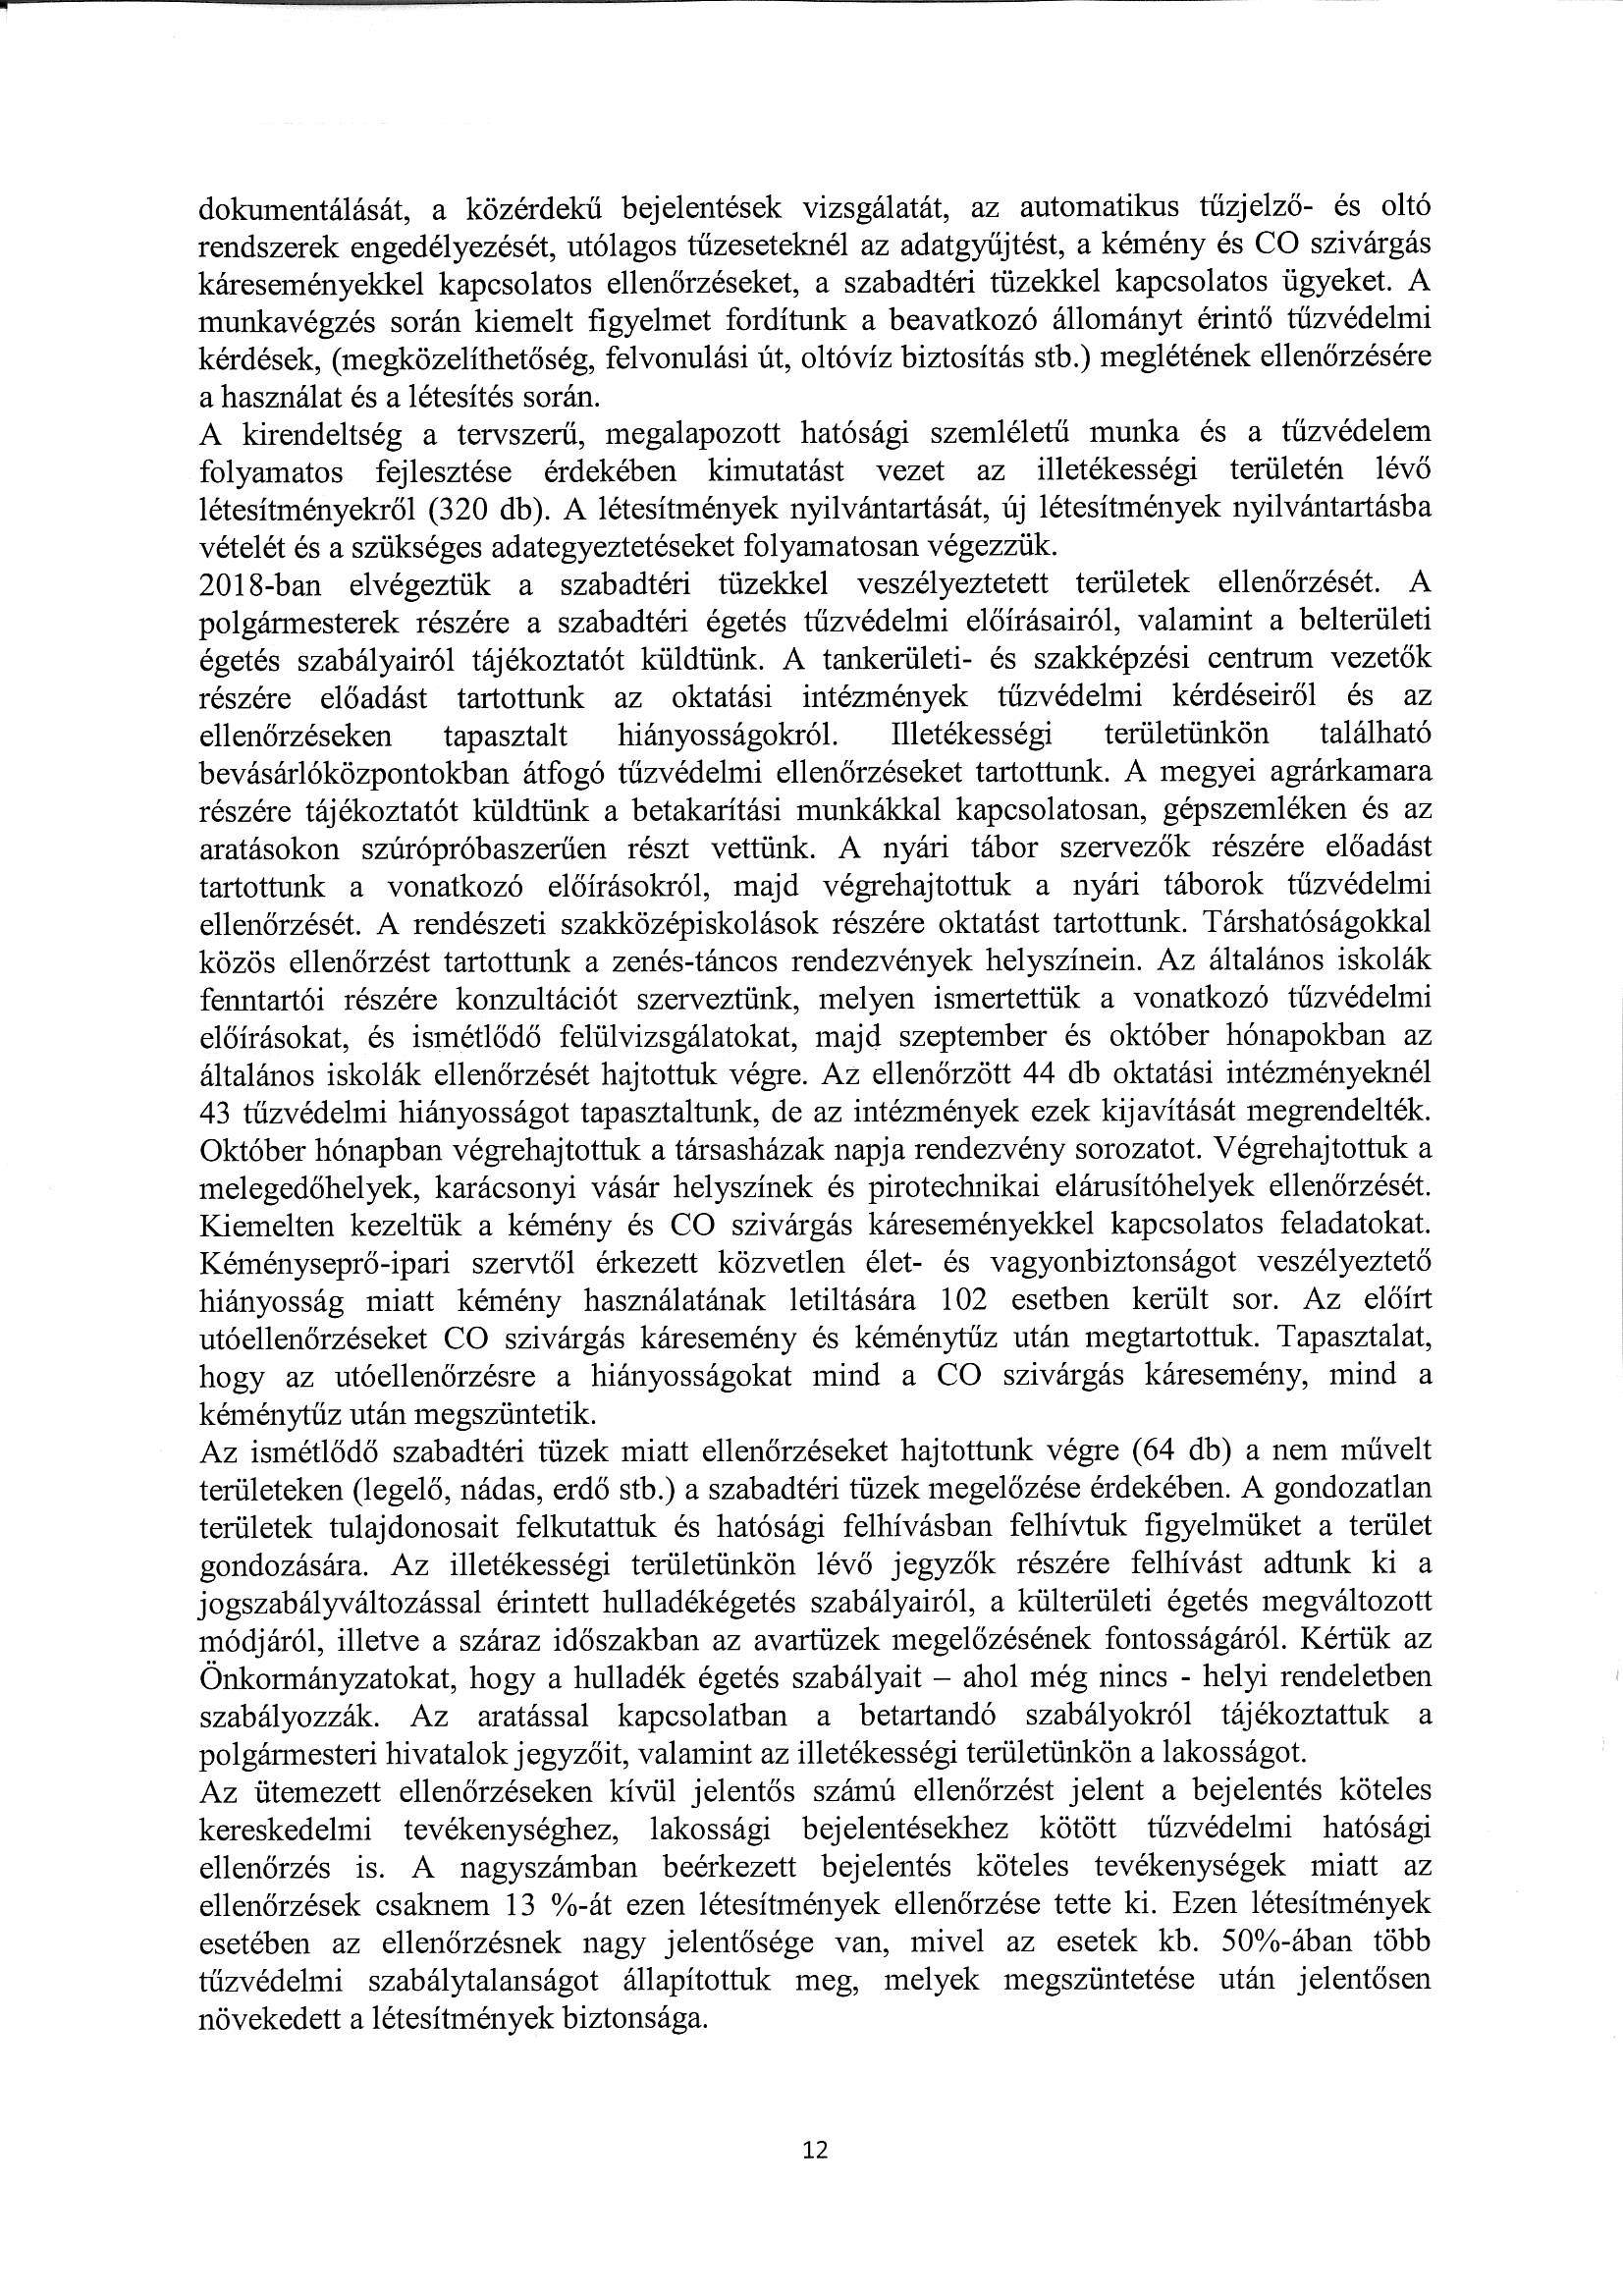 dokumentálását, a közérdekű bejelentések vizsgálatát, az automatikus tűzjelző- és oltó
rendszerek engedélyezését, utólagos tűzeseteknél az adatgyűjtést, a kémény és CO szivárgás
káreseményekkel kapcsolatos ellenőrzéseket, a szabadtéri tüzekkel kapcsolatos ügyeket. A
munkavégzés során kiemelt figyelmet fordítunk a beavatkozó állományt érintő tűzvédelmi
kérdések, (megközelíthetőség, felvonulási út, oltóvíz biztosítás stb.) meglétének ellenőrzésére
a használat és a létesítés során.
A kirendeltség a tervszerű, megalapozott hatósági szemléletű munka és a tűzvédelem
folyamatos fejlesztése érdekében kimutatást vezet az illetékességi területén lévő
létesítményekről (320 db). A létesítmények nyilvántartását, új létesítmények nyilvántartásba
vételét és a szükséges adategyeztetéseket folyamatosan végezzük.
2018-ban elvégeztük a szabadtéri tüzekkel veszélyeztetett területek ellenőrzését. A
polgármesterek részére a szabadtéri égetés tűzvédelmi előírásairól, valamint a belterületi
égetés szabályairól tájékoztatót küldtünk. A tankerületi- és szakképzési centrum vezetők
részére előadást tartottunk az oktatási intézmények tűzvédelmi kérdéseiről és az
ellenőrzéseken tapasztalt hiányosságokról. Illetékességi területünkön található
bevásárlóközpontokban átfogó tűzvédelmi ellenőrzéseket tartottunk. A megyei agrárkamara
részére tájékoztatót küldtünk a betakarítási munkákkal kapcsolatosan, gépszemléken és az
aratásokon szúrópróbaszerűen részt vettünk. A nyári tábor szervezők részére előadást
tartottunk a vonatkozó előírásokról, majd végrehajtottuk a nyári táborok tűzvédelmi
ellenőrzését. A rendészeti szakközépiskolások részére oktatást tartottunk. Társhatóságokkal
közös ellenőrzést tartottunk a zenés-táncos rendezvények helyszínein. Az általános iskolák
fenntartói részére konzultációt szerveztünk, melyen ismertettük a vonatkozó tűzvédelmi
előírásokat, és ismétlődő felülvizsgálatokat, majd szeptember és október hónapokban az
általános iskolák ellenőrzését hajtottuk végre. Az ellenőrzött 44 db oktatási intézményeknél
43 tűzvédelmi hiányosságot tapasztaltunk, de az intézmények ezek kijavítását megrendelték.
Október hónapban végrehajtottuk a társasházak napja rendezvény sorozatot. Végrehajtottuk a
melegedőhelyek, karácsonyi vásár helyszínek és pirotechnikai elárusítóhelyek ellenőrzését.
Kiemelten kezeltük a kémény és CO szivárgás káreseményekkel kapcsolatos feladatokat.
Kéményseprő-ipari szervtől érkezett közvetlen élet- és vagyonbiztonságot veszélyeztető
hiányosság miatt kémény használatának letiltására 102 esetben került sor. Az előírt
utóellenőrzéseket CO szivárgás káresemény és kéménytűz után megtartottuk. Tapasztalat,
hogy az utóellenőrzésre a hiányosságokat mind a CO szivárgás káresemény, mind a
kéménytűz után megszüntetik.
Az ismétlődő szabadtéri tüzek miatt ellenőrzéseket hajtottunk végre (64 db) a nem művelt
területeken (legelő, nádas, erdő stb.) a szabadtéri tüzek megelőzése érdekében. A gondozatlan
területek tulajdonosait felkutattuk és hatósági felhívásban felhívtuk figyelmüket a terület
gondozására. Az illetékességi területünkön lévő jegyzők részére felhívást adtunk ki a
jogszabályváltozással érintett hulladékégetés szabályairól, a külterületi égetés megváltozott
módjáról, illetve a száraz időszakban az avartüzek megelőzésének fontosságáról. Kértük az
Önkormányzatokat, hogy a hulladék égetés szabályait – ahol még nincs - helyi rendeletben
szabályozzák. Az aratással kapcsolatban a betartandó szabályokról tájékoztattuk a
polgármesteri hivatalok jegyzőit, valamint az illetékességi területünkön a lakosságot.
Az ütemezett ellenőrzéseken kívül jelentős számú ellenőrzést jelent a bejelentés köteles
kereskedelmi tevékenységhez, lakossági bejelentésekhez kötött tűzvédelmi hatósági
ellenőrzés is. A nagyszámban beérkezett bejelentés köteles tevékenységek miatt az
ellenőrzések csaknem 13 %-át ezen létesítmények ellenőrzése tette ki. Ezen létesítmények
esetében az ellenőrzésnek nagy jelentősége van, mivel az esetek kb. 50%-ában több
tűzvédelmi szabálytalanságot állapítottuk meg, melyek megszüntetése után jelentősen
növekedett a létesítmények biztonsága.
12